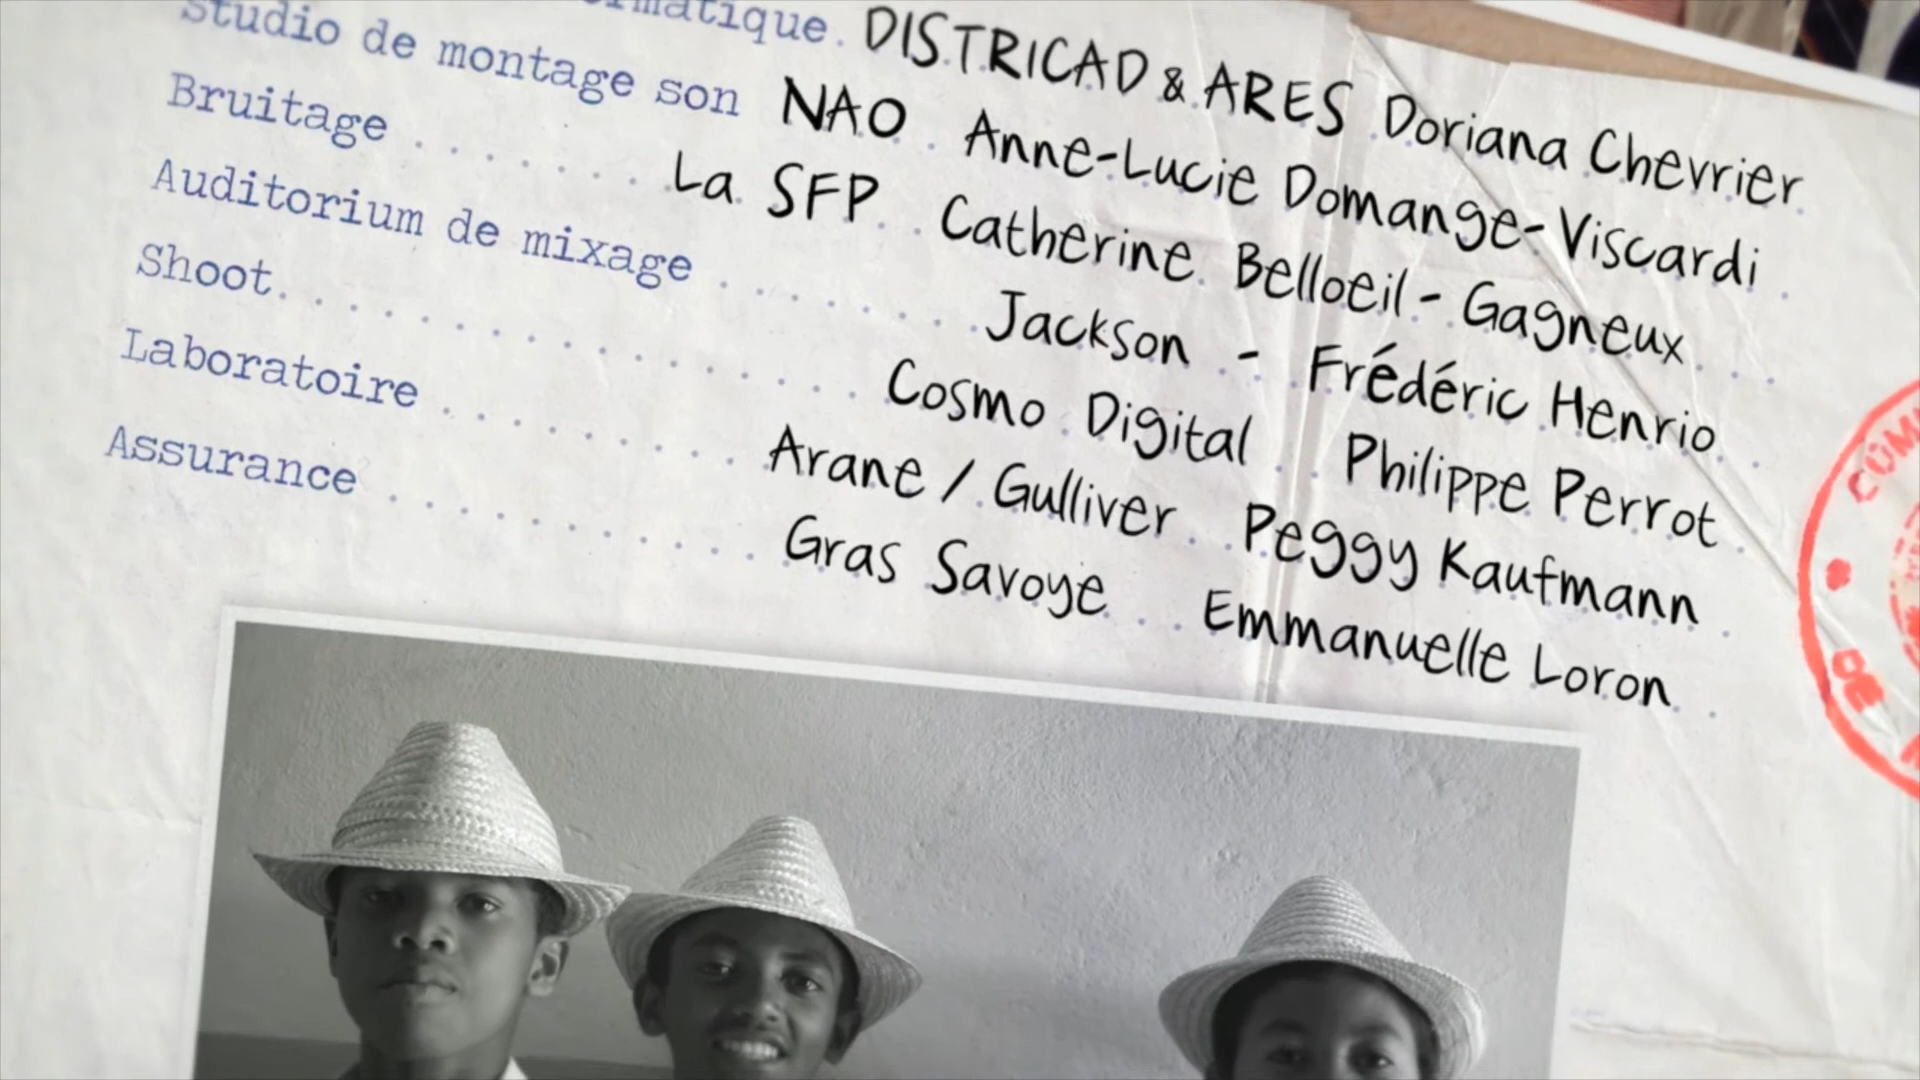 DISTRICAD & ARES Doriana Chevrier
Studio de montage son NAO Anne-Lucie Domange-Viscardi
Bruitage . . . . . . . . . La SFP Catherine Belloeil - Gagneux
Auditorium de mixage . . . . . . . . Jackson - Frédéric Henrio
Shoot. . . . . . . . . . . . . . . . . Cosmo Digital Philippe Perrot
Laboratoire . . . . . . . . . . Arane / Gulliver Peggy Kaufmann
Assurance . . . . . . . . . . . . Gras Savoye Emmanuelle Loron
DE